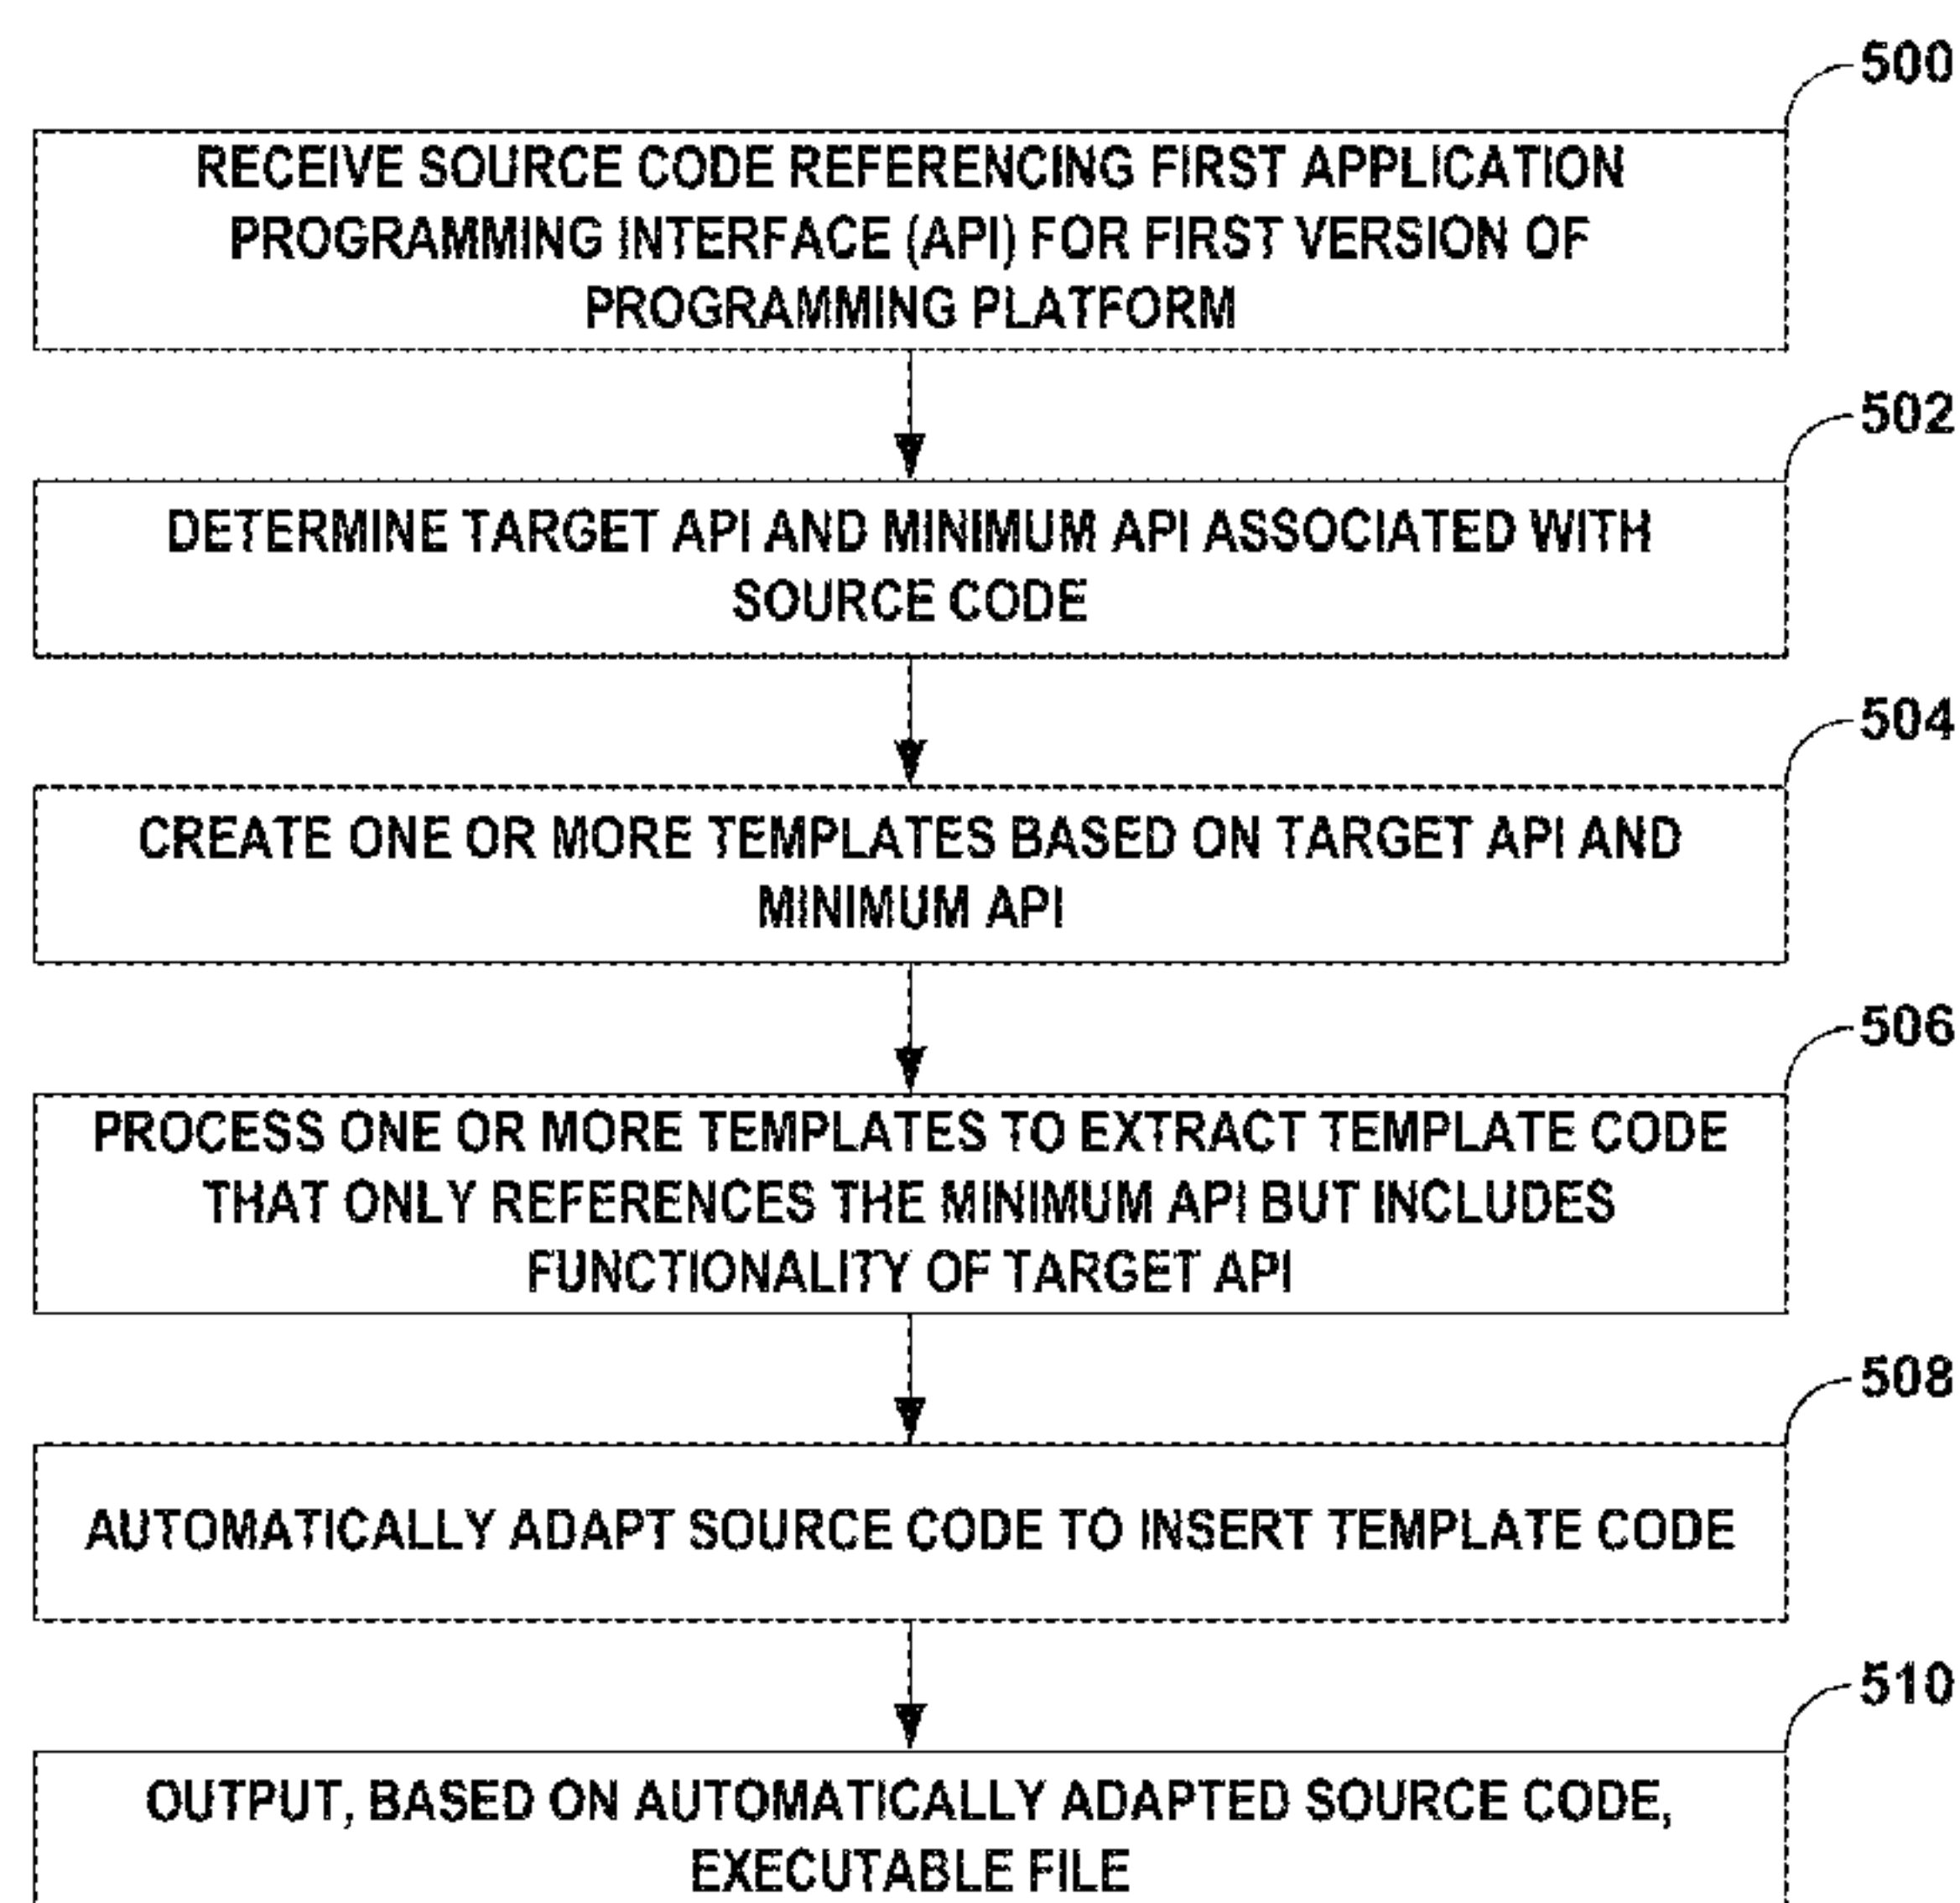 500
RECEIVE SOURCE CODE REFERENCING FIRST APPLICATION
PROGRAMMING INTERFACE (API) FOR FIRST VERSION OF
PROGRAMMING PLATFORM
502
DETERMINE TARGET API AND MINIMUM API ASSOCIATED WITH
SOURCE CODE
504
CREATE ONE OR MORE TEMPLATES BASED ON TARGET API AND
MINIMUM API
506
PROCESS ONE OR MORE TEMPLATES TO EXTRACT TEMPLATE CODE
THAT ONLY REFERENCES THE MINIMUM API BUT INCLUDES
FUNCTIONALITY OF TARGET API
508
AUTOMATICALLY ADAPT SOURCE CODE TO INSERT TEMPLATE CODE
510
OUTPUT, BASED ON AUTOMATICALLY ADAPTED SOURCE CODE,
EXECUTABLE FILE